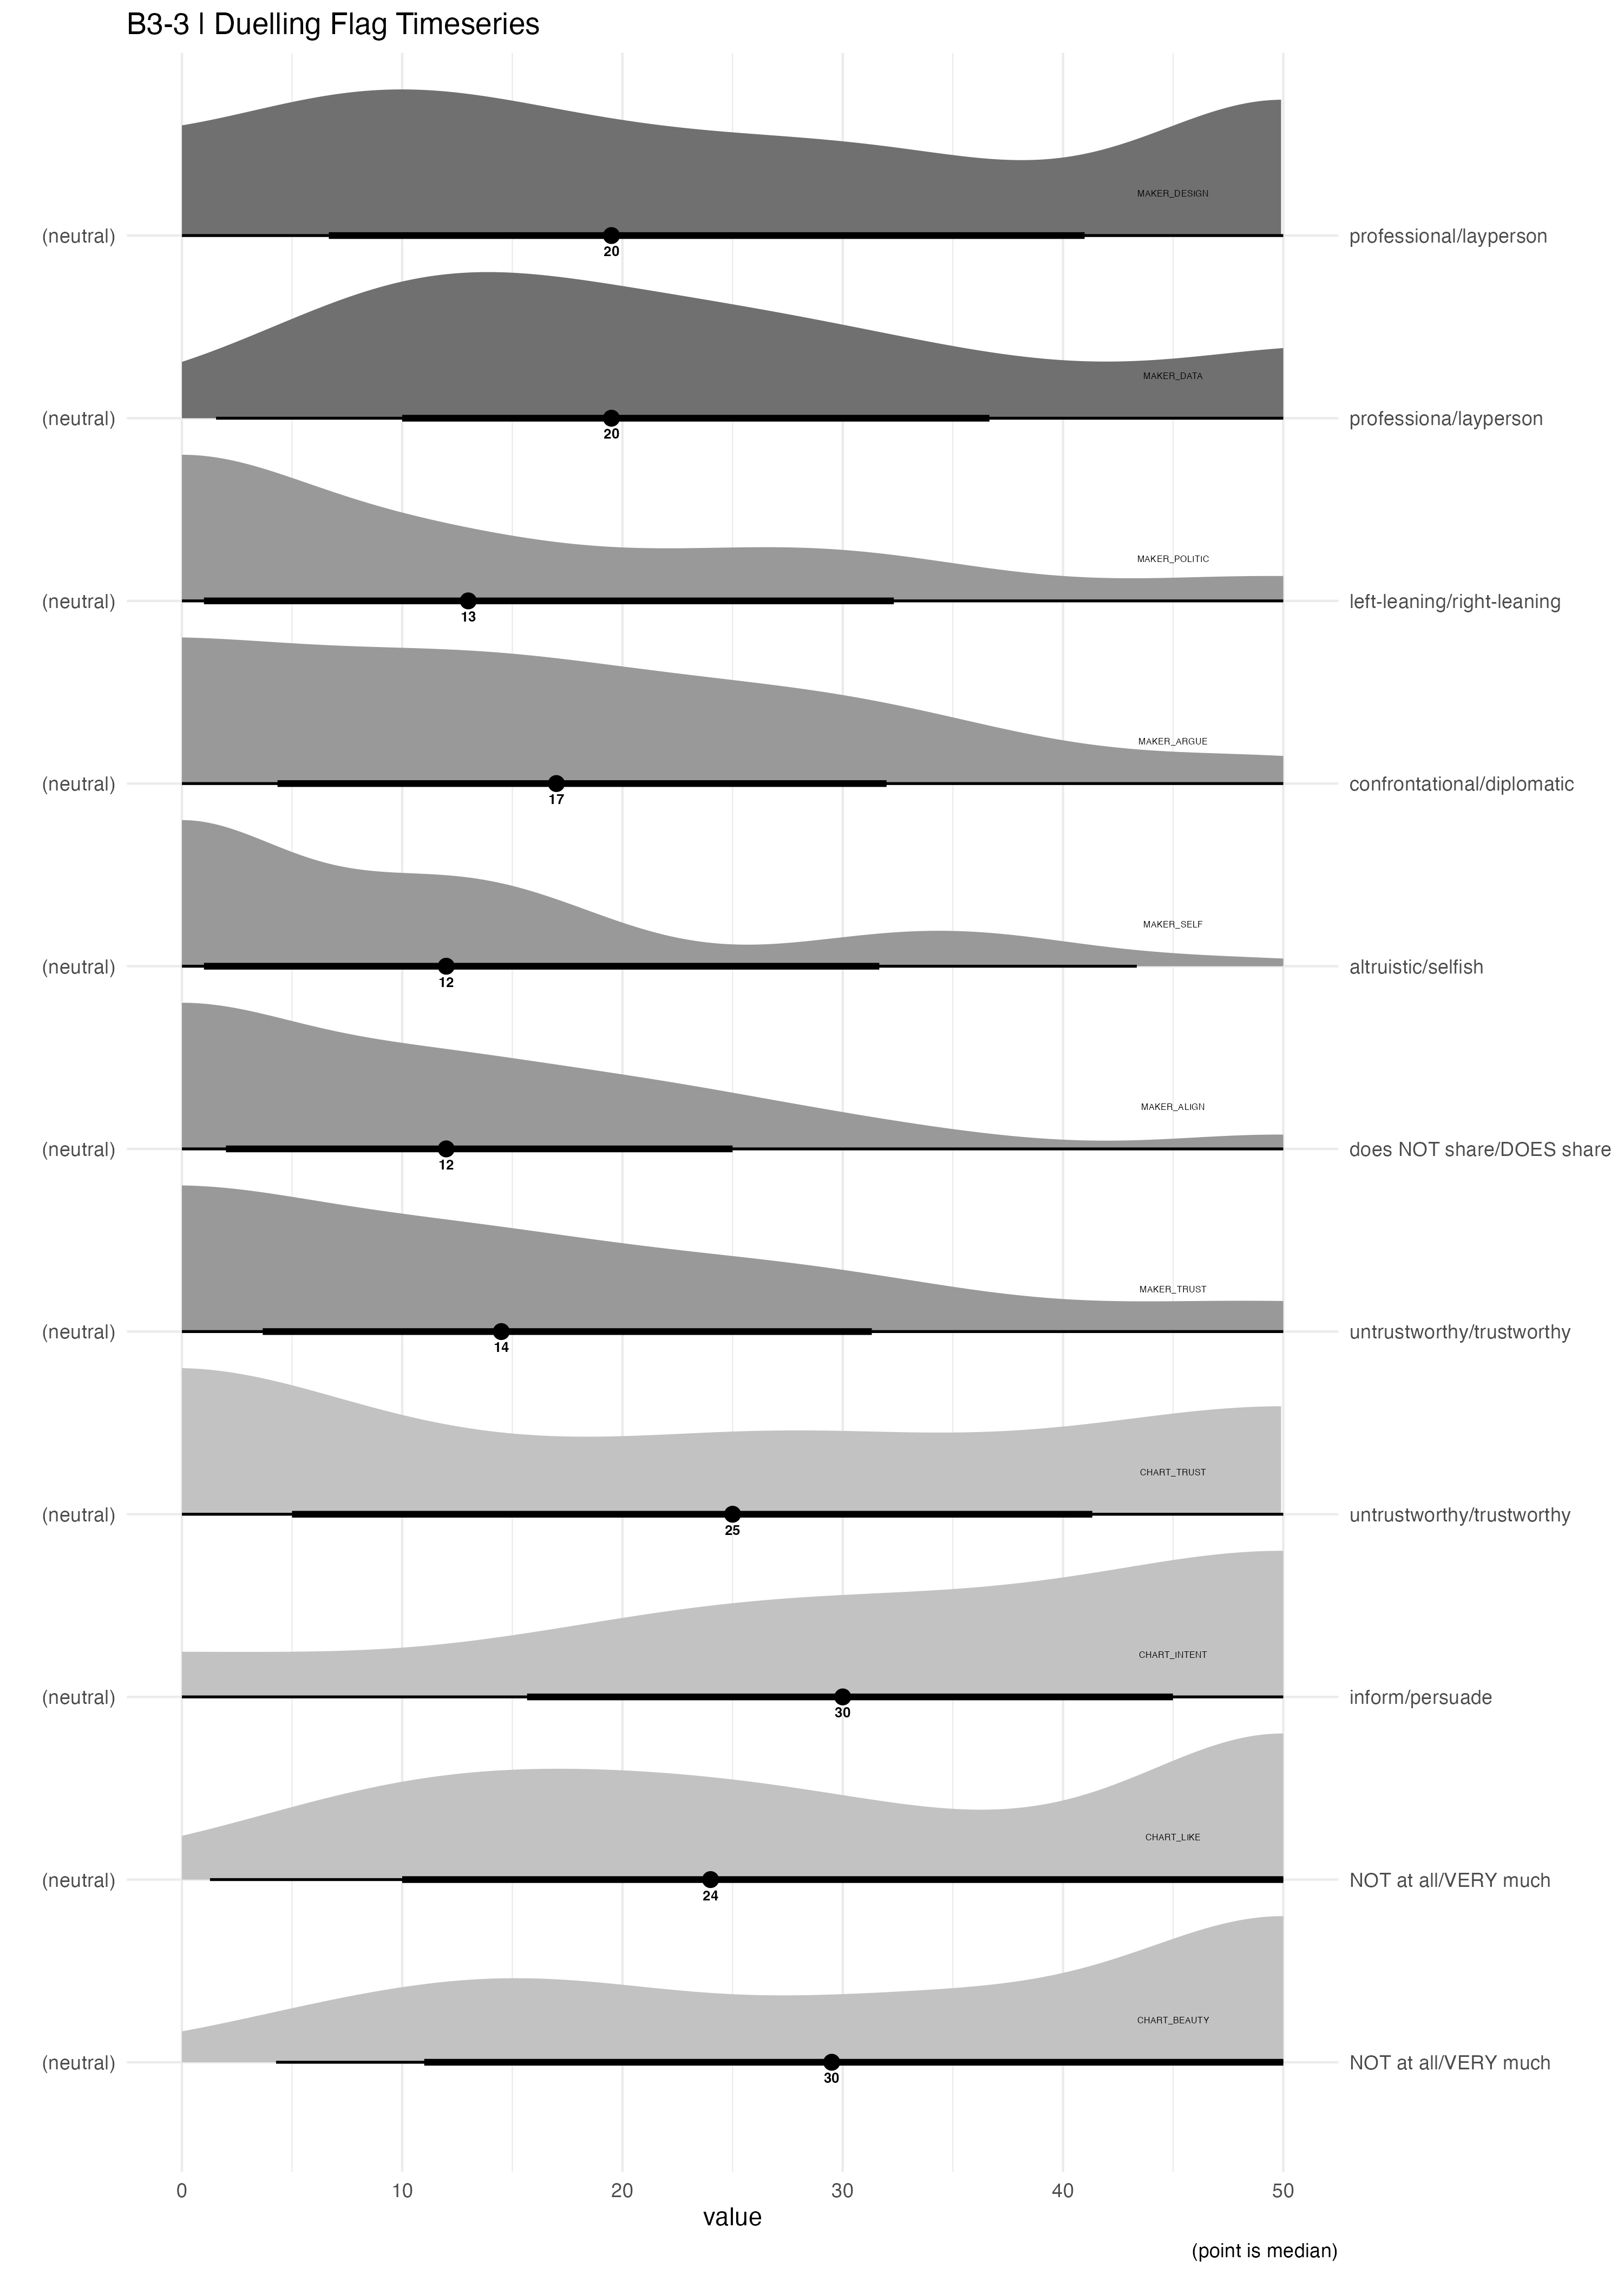 B3-3 | Duelling Flag Timeseries
MAKER_DESIGN
(neutral) professional/layperson
20
MAKER_DATA
(neutral) professiona/layperson
20
MAKER_POLITIC
(neutral) left-leaning/right-leaning
13
MAKER_ARGUE
(neutral) confrontational/diplomatic
17
MAKER_SELF
(neutral) altruistic/selfish
12
MAKER_ALIGN
(neutral) does NOT share/DOES share
12
MAKER_TRUST
(neutral) untrustworthy/trustworthy
14
CHART_TRUST
(neutral) untrustworthy/trustworthy
25
CHART_INTENT
(neutral) inform/persuade
30
CHART_LIKE
(neutral) NOT at all/VERY much
24
CHART_BEAUTY
(neutral) NOT at all/VERY much
30
0 10 20 30 40 50
value
(point is median)